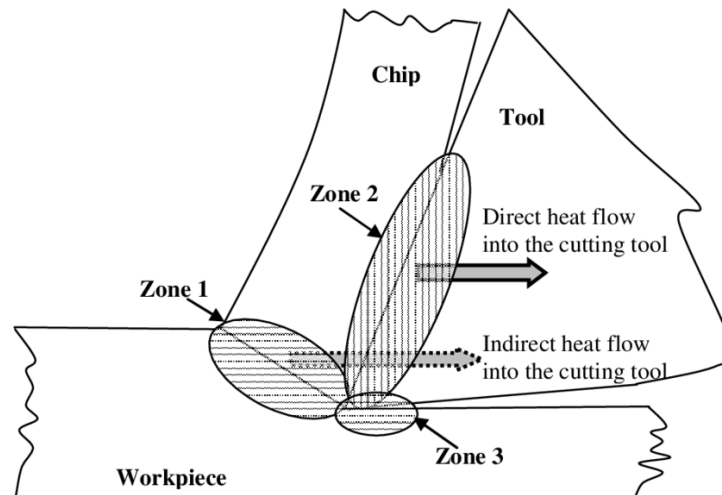 Chip
Tool
Zone 2
Direct heat flow
into the cutting tool
Zone 1
Indirect heat flow
into the cutting tool
Zone 3
Workpiece